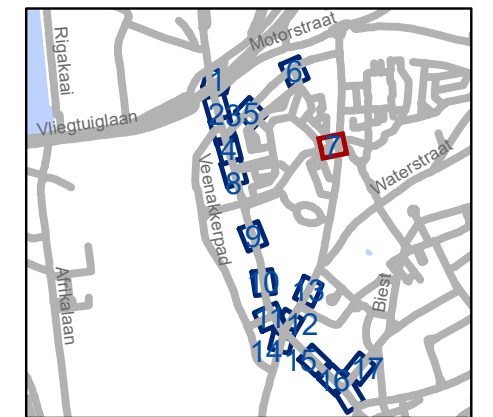 Rigakaai
Motorstraat
1
6
2
3
5
Vliegtuiglaan
4
7
Waterstraat
8
Veenakkerpad
9
Afrikalaan
10
13
Biest
11
12
14
15
16
17